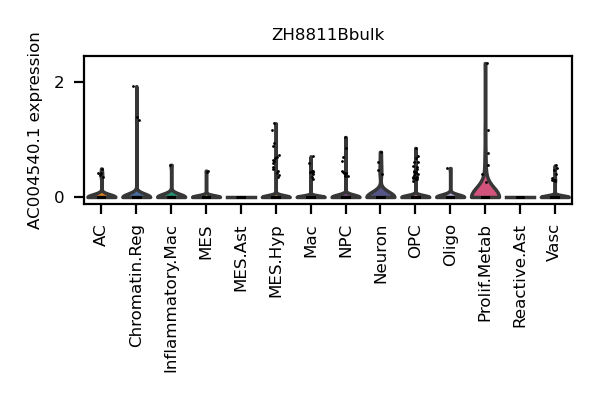 ZH8811Bbulk
AC004540.1 expression
2
0
AC
Chromatin.Reg
Inflammatory.Mac
MES
MES.Ast
MES.Hyp
Mac
NPC
Neuron
OPC
Oligo
Prolif.Metab
Reactive.Ast
Vasc